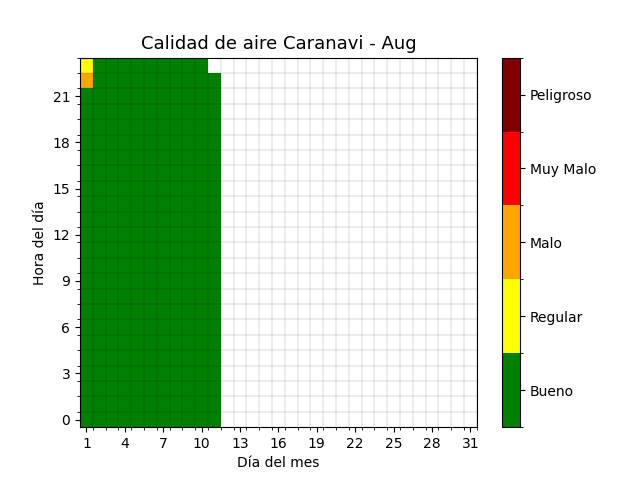 Calidad de aire Caranavi - Aug
Peligroso
Muy Malo
Malo
Regular
Bueno
Hora del día
21
18
15
12
9
6
3
0
1 4 7 10 13 16 19 22 25 28 31
Día del mes